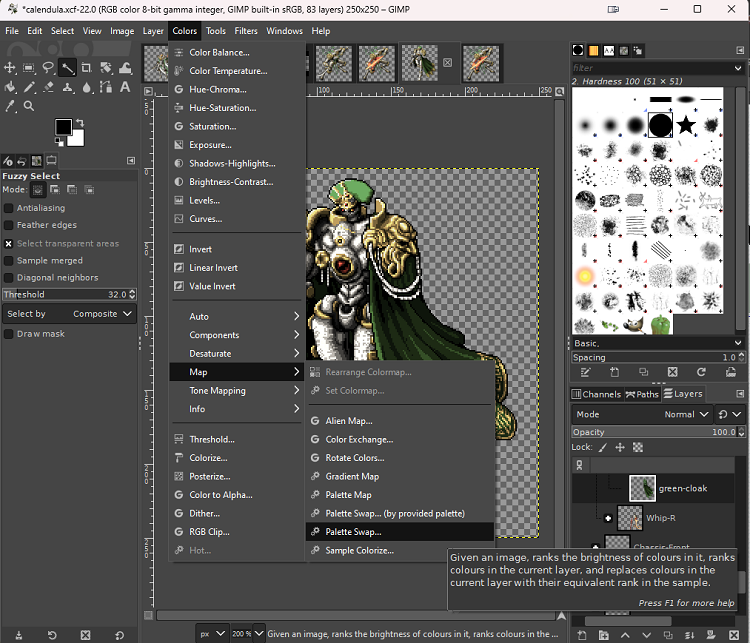 *calendula.xcf-22.0 (RGB color 8-bit gamma integer, GIMP built-in sRGB, 83 layers) 250x250 – GIMP
File Edit Select View Image Layer Colors Tools Filters Windows Help
Color Balance...
Color Temperature...
Hue-Chroma...
Hue-Saturation...
Saturation...
Exposure...
Shadows-Highlights...
Brightness-Contrast...
Levels...
Curves...
Invert
Linear Invert
Value Invert
Auto
Components
Desaturate
Map
Tone Mapping
Info
Threshold...
Colorize...
Posterize...
Color to Alpha...
Dither...
RGB Clip...
Hot...
Rearrange Colormap...
Set Colormap...
Alien Map...
Color Exchange...
Rotate Colors...
Gradient Map
Palette Map
Palette Swap... (by provided palette)
Palette Swap...
Sample Colorize...
Given an image, ranks the brightness of colours in it, ranks
colours in the current layer, and replaces colours in the
current layer with their equivalent rank in the sample.
Press F1 for more help
Fuzzy Select
Mode:
Antialiasing
Feather edges
Select transparent areas
Sample merged
Diagonal neighbors
Threshold 32.0
Select by Composite
Draw mask
100
150
200
250
filter
2. Hardness 100 (51 × 51)
Basic,
Spacing 1.0
Channels Paths Layers
Mode Normal
Opacity 100.0
Lock:
green-cloak
Whip-R
px 200 % Given an image, ranks the brightness of colours in it, ranks colours in the ...